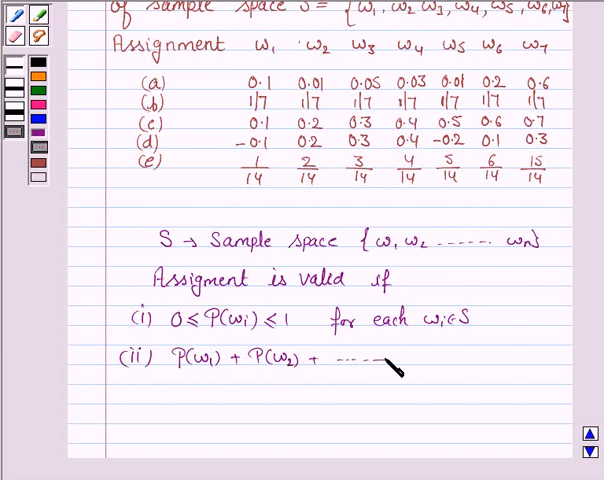 of sample space S = {ω₁, ω₂ ω₃, ω₄, ω₅, ω₆, ω₇}
Assignment ω₁ ω₂ ω₃ ω₄ ω₅ ω₆ ω₇
(a) 0.1 0.01 0.05 0.03 0.01 0.2 0.6
(b) 1/7 1/7 1/7 1/7 1/7 1/7 1/7
(c) 0.1 0.2 0.3 0.4 0.5 0.6 0.7
(d) -0.1 0.2 0.3 0.4 -0.2 0.1 0.3
(e) 1/14 2/14 3/14 4/14 5/14 6/14 15/14
S → Sample space {ω, ω₂ ------- ωn}
Assigment is valid if
(i) 0 ≤ P(ωi) ≤ 1 for each ωi∈S
(ii) P(ω₁) + P(ω₂) + -----